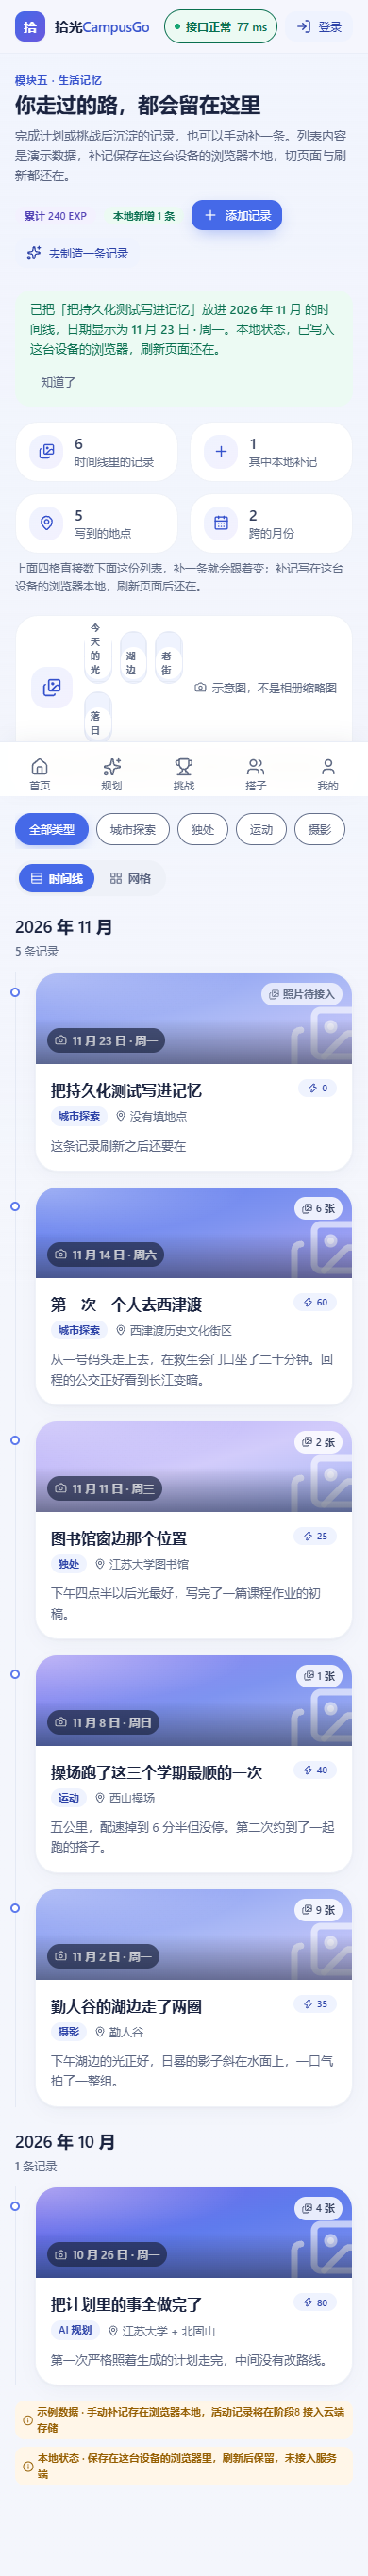 拾 拾光CampusGo 接口正常 77 ms 登录
模块五 · 生活记忆
你走过的路，都会留在这里
完成计划或挑战后沉淀的记录，也可以手动补一条。列表内容
是演示数据，补记保存在这台设备的浏览器本地，切页面与刷
新都还在。
累计 240 EXP 本地新增 1 条 添加记录
去制造一条记录
已把「把持久化测试写进记忆」放进 2026 年 11 月 的时
间线，日期显示为 11 月 23 日 · 周一。本地状态，已写入
这台设备的浏览器，刷新页面后还在。
知道了
6
时间线里的记录
1
其中本地补记
5
写到的地点
2
跨的月份
上面四格直接数下面这份列表，补一条就会跟着变；补记写在这台
设备的浏览器本地，刷新页面后还在。
今天的光
湖边
老街
落日
示意图，不是相册缩略图
首页 规划 挑战 搭子 我的
全部类型 城市探索 独处 运动 摄影
时间线 网格
2026 年 11 月
5 条记录
照片待接入
11 月 23 日 · 周一
把持久化测试写进记忆 0
城市探索 没有填地点
这条记录刷新之后还要在
6 张
11 月 14 日 · 周六
第一次一个人去西津渡 60
城市探索 西津渡历史文化街区
从一号码头走上去，在救生会门口坐了二十分钟。回
程的公交正好看到长江变暗。
2 张
11 月 11 日 · 周三
图书馆窗边那个位置 25
独处 江苏大学图书馆
下午四点半以后光最好，写完了一篇课程作业的初
稿。
1 张
11 月 8 日 · 周日
操场跑了这三个学期最顺的一次 40
运动 西山操场
五公里，配速掉到 6 分半但没停。第二次约到了一起
跑的搭子。
9 张
11 月 2 日 · 周一
勤人谷的湖边走了两圈 35
摄影 勤人谷
下午湖边的光正好，日晷的影子斜在水面上，一口气
拍了一整组。
2026 年 10 月
1 条记录
4 张
10 月 26 日 · 周一
把计划里的事全做完了 80
AI 规划 江苏大学 + 北固山
第一次严格照着生成的计划走完，中间没有改路线。
示例数据 · 手动补记存在浏览器本地，活动记录将在阶段8 接入云端
存储
本地状态 · 保存在这台设备的浏览器里，刷新后保留，未接入服务
端